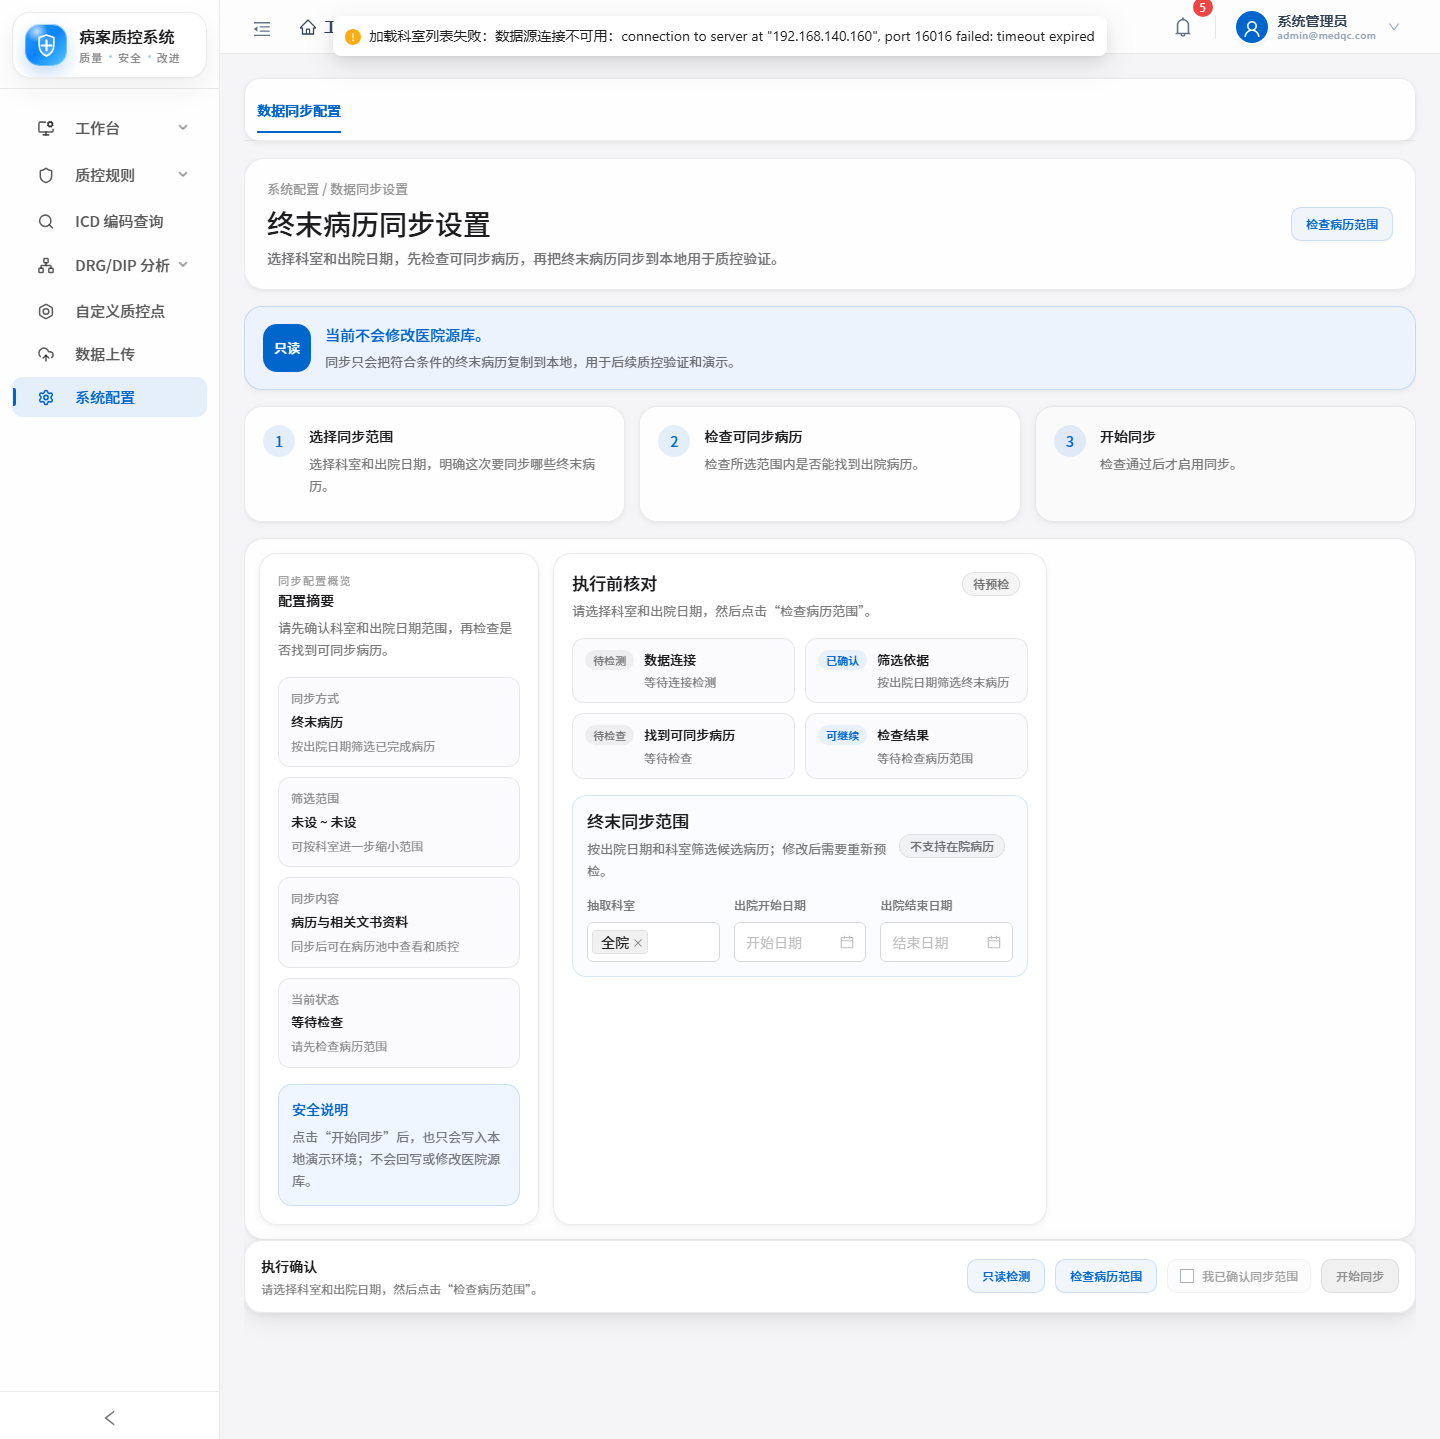 病案质控系统
质量 · 安全 · 改进
加载科室列表失败：数据源连接不可用：connection to server at "192.168.140.160", port 16016 failed: timeout expired
5
系统管理员
admin@medqc.com
工作台
质控规则
ICD 编码查询
DRG/DIP 分析
自定义质控点
数据上传
系统配置
数据同步配置
系统配置 / 数据同步设置
终末病历同步设置
选择科室和出院日期，先检查可同步病历，再把终末病历同步到本地用于质控验证。
检查病历范围
只读
当前不会修改医院源库。
同步只会把符合条件的终末病历复制到本地，用于后续质控验证和演示。
1
选择同步范围
选择科室和出院日期，明确这次要同步哪些终末病
历。
2
检查可同步病历
检查所选范围内是否能找到出院病历。
3
开始同步
检查通过后才启用同步。
同步配置概览
配置摘要
请先确认科室和出院日期范围，再检查是
否找到可同步病历。
同步方式
终末病历
按出院日期筛选已完成病历
筛选范围
未设 ~ 未设
可按科室进一步缩小范围
同步内容
病历与相关文书资料
同步后可在病历池中查看和质控
当前状态
等待检查
请先检查病历范围
安全说明
点击“开始同步”后，也只会写入本
地演示环境；不会回写或修改医院源
库。
执行前核对
待预检
请选择科室和出院日期，然后点击“检查病历范围”。
待检测
数据连接
等待连接检测
已确认
筛选依据
按出院日期筛选终末病历
待检查
找到可同步病历
等待检查
可继续
检查结果
等待检查病历范围
终末同步范围
按出院日期和科室筛选候选病历；修改后需要重新预
检。
不支持在院病历
抽取科室
出院开始日期
出院结束日期
全院
开始日期
结束日期
执行确认
请选择科室和出院日期，然后点击“检查病历范围”。
只读检测
检查病历范围
我已确认同步范围
开始同步